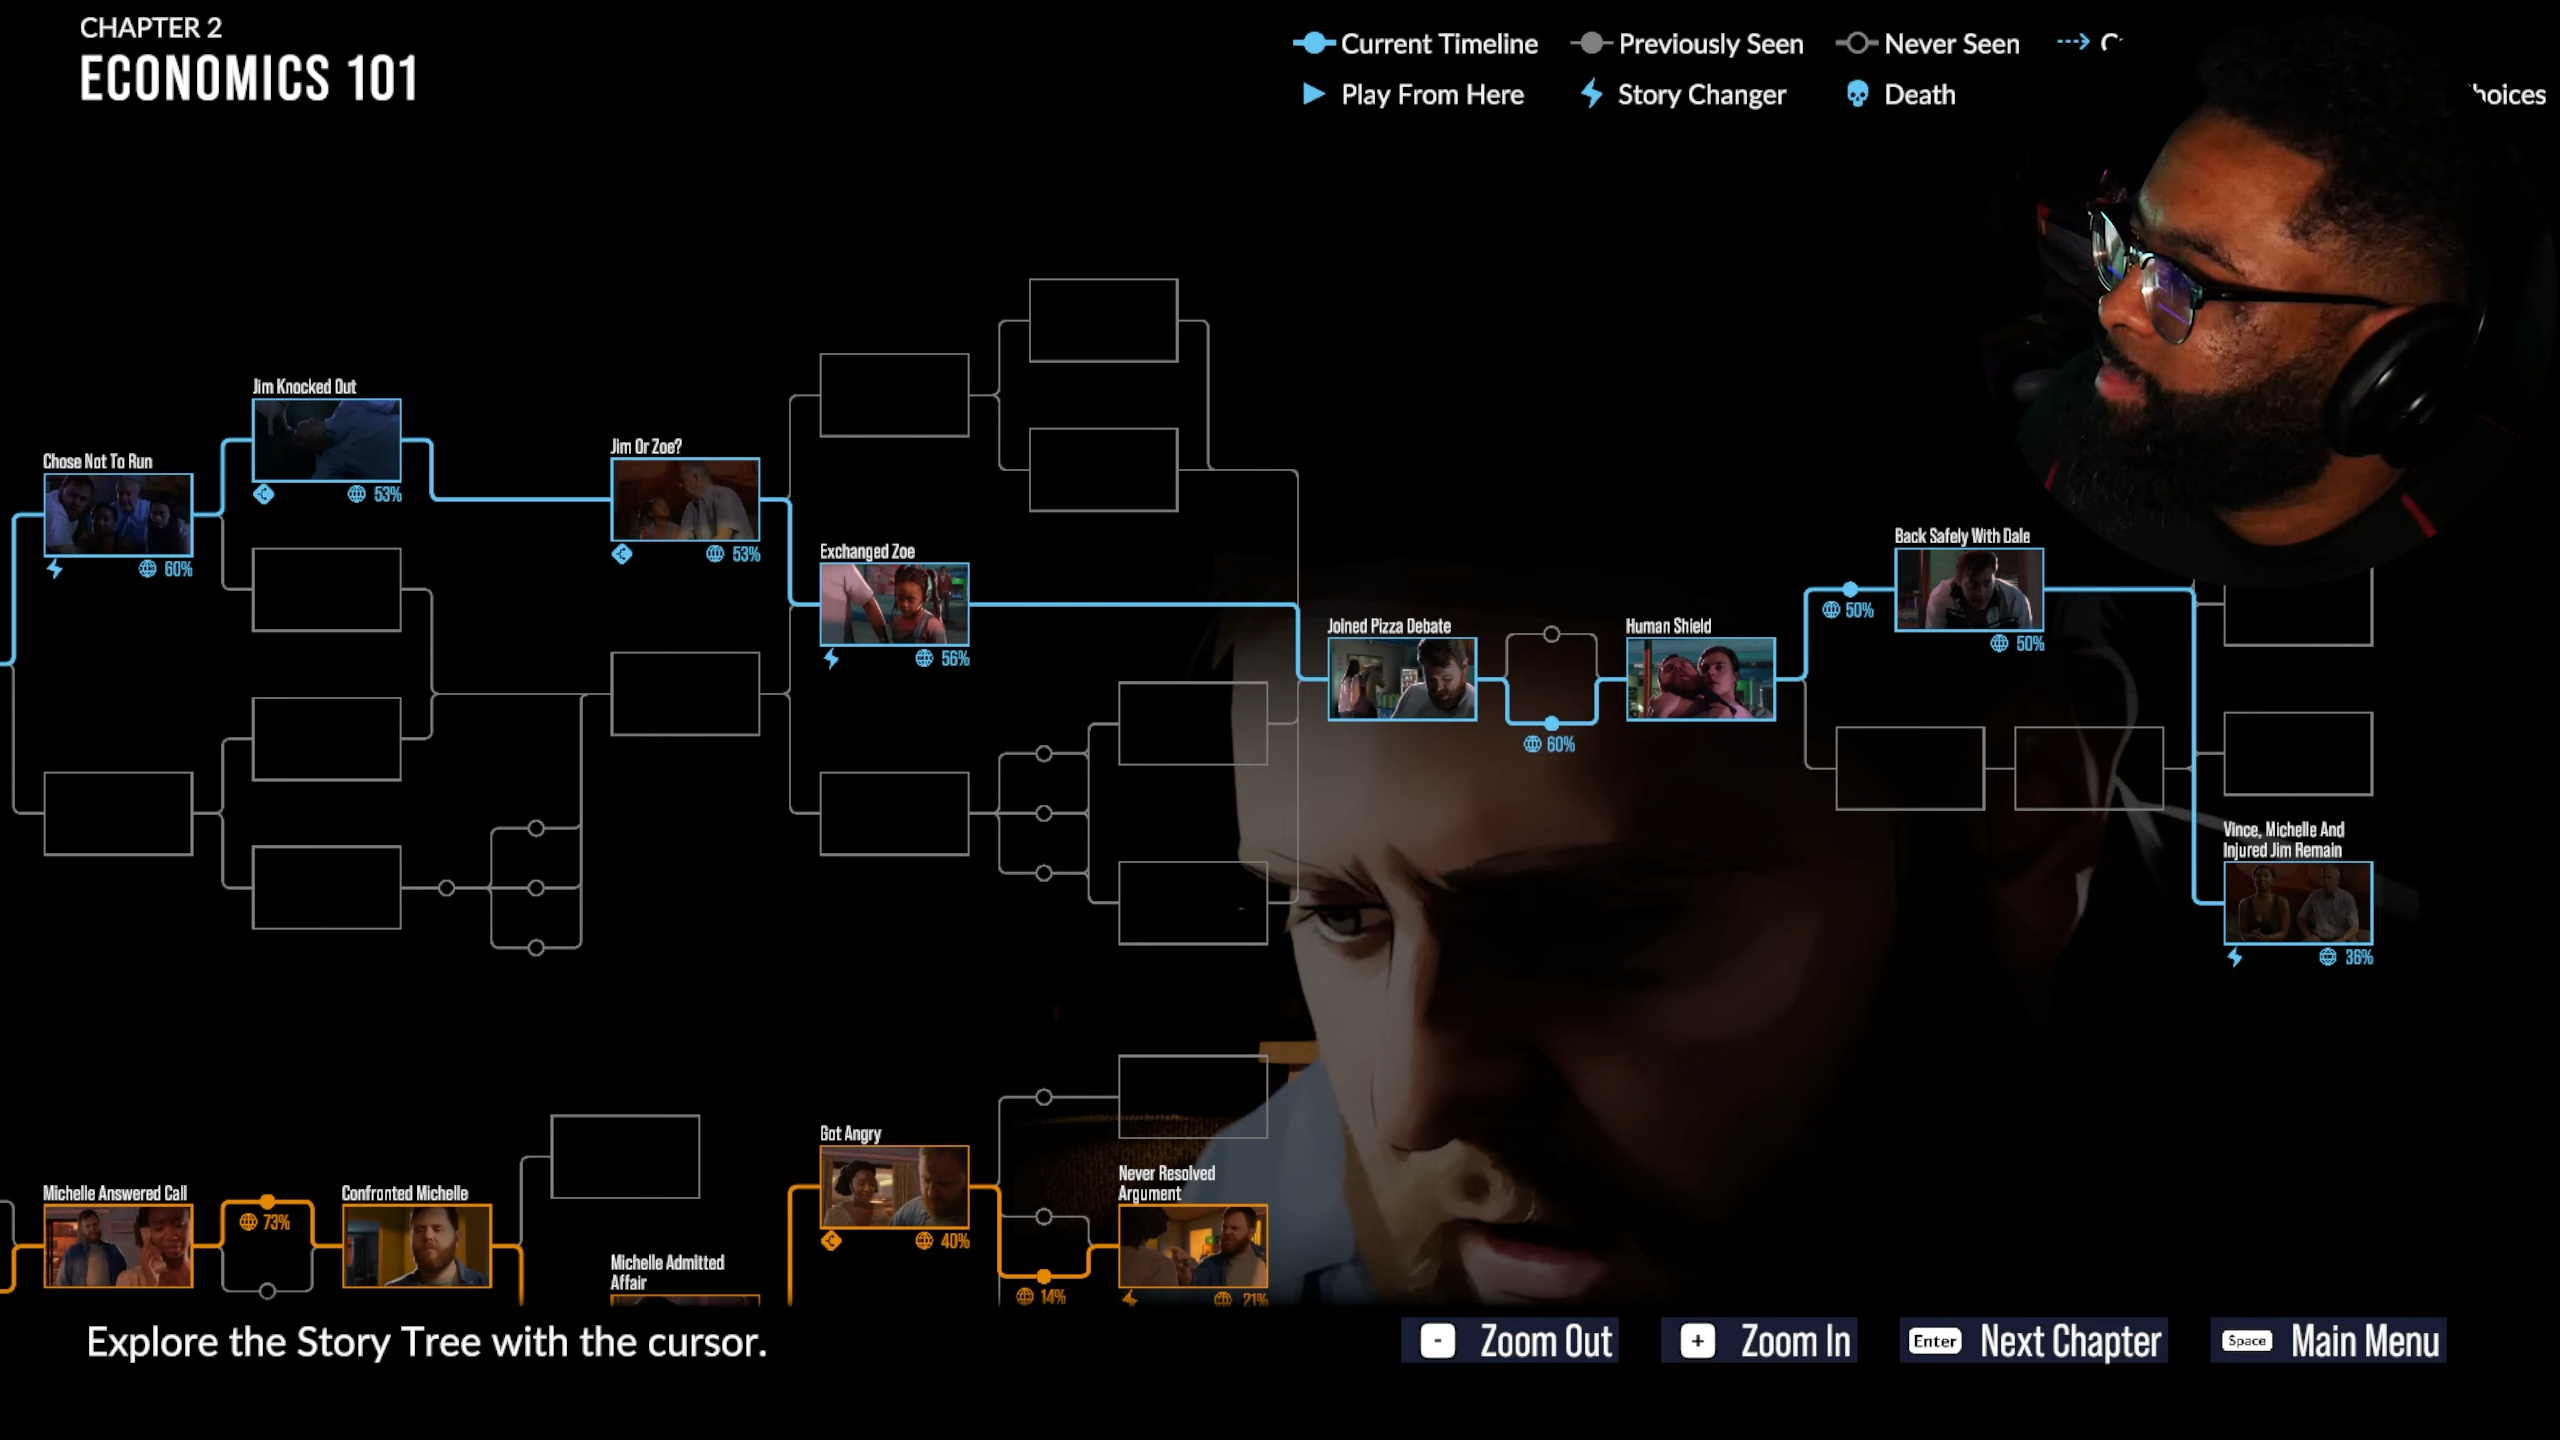 CHAPTER 2
ECONOMICS 101
Current Timeline
Previously Seen
Never Seen
Play From Here
Story Changer
Death
Jim Knocked Out
53%
Chose Not To Run
60%
Jim Or Zoe?
53%
Exchanged Zoe
56%
Joined Pizza Debate
60%
Human Shield
50%
Back Safely With Dale
50%
Vince, Michelle And
Injured Jim Remain
36%
Michelle Answered Call
73%
Confronted Michelle
Michelle Admitted
Affair
Got Angry
40%
14%
Never Resolved
Argument
21%
Explore the Story Tree with the cursor.
- Zoom Out
+ Zoom In
Enter Next Chapter
Space Main Menu